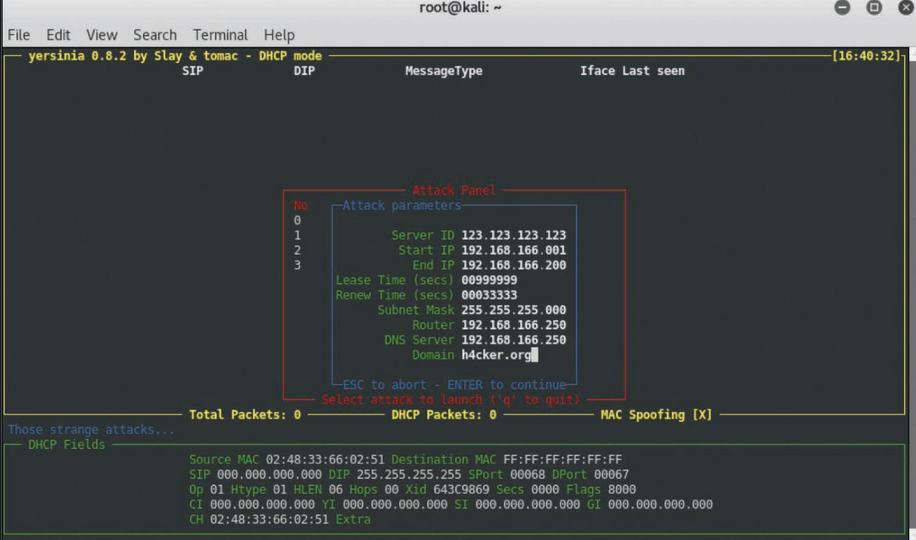 root@kali: ~
File Edit View Search Terminal Help
yersinia 0.8.2 by Slay & tomac - DHCP mode [16:40:32]
SIP DIP MessageType Iface Last seen
Attack Panel
No
Attack parameters
0
1 Server ID 123.123.123.123
2 Start IP 192.168.166.001
3 End IP 192.168.166.200
Lease Time (secs) 00999999
Renew Time (secs) 00033333
Subnet Mask 255.255.255.000
Router 192.168.166.250
DNS Server 192.168.166.250
Domain h4cker.org
ESC to abort - ENTER to continue
Select attack to launch ('q' to quit)
Total Packets: 0 DHCP Packets: 0 MAC Spoofing [X]
Those strange attacks...
DHCP Fields
Source MAC 02:48:33:66:02:51 Destination MAC FF:FF:FF:FF:FF:FF
SIP 000.000.000.000 DIP 255.255.255.255 SPort 00068 DPort 00067
Op 01 Htype 01 HLEN 06 Hops 00 Xid 643C9869 Secs 0000 Flags 8000
CI 000.000.000.000 YI 000.000.000.000 SI 000.000.000.000 GI 000.000.000.000
CH 02:48:33:66:02:51 Extra